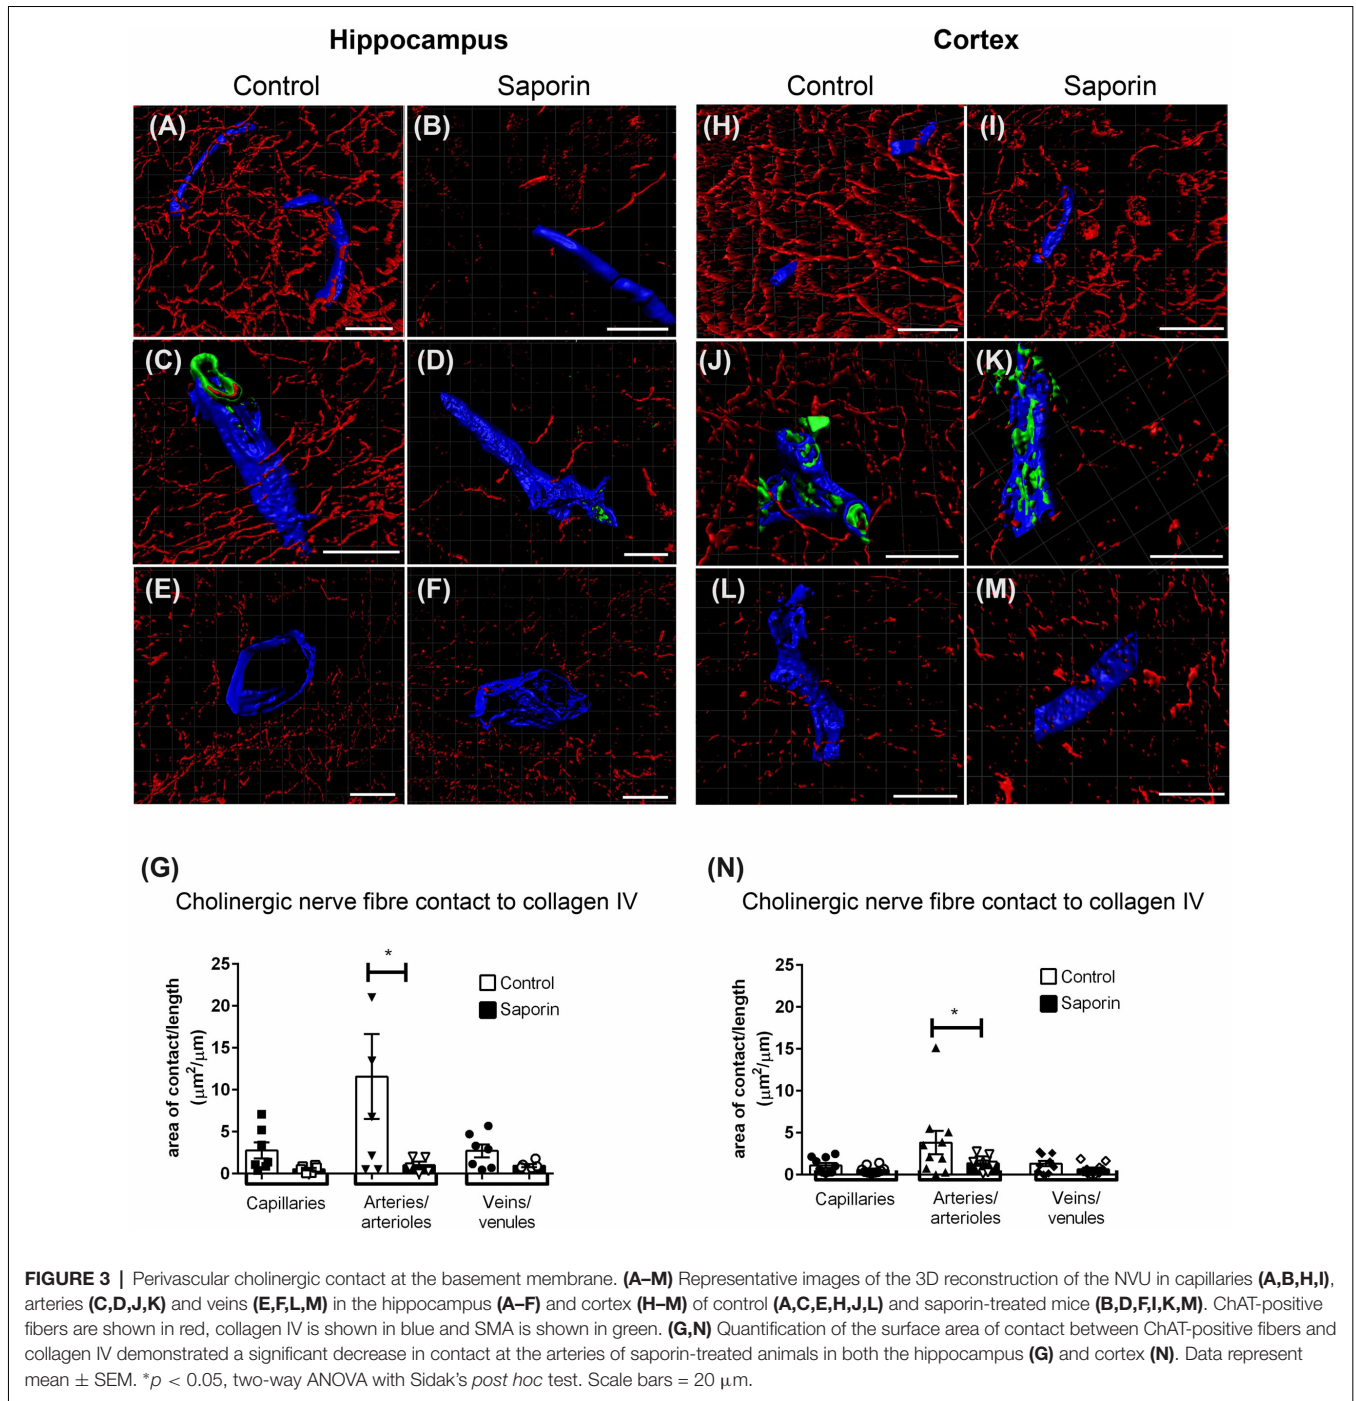 Hippocampus
Cortex
Control
Saporin
Control
Saporin
(A)
(B)
(H)
(I)
(C)
(D)
(J)
(K)
(E)
(F)
(L)
(M)
(G)
Cholinergic nerve fibre contact to collagen IV
area of contact/length
(μm²/μm)
25
20
15
10
5
0
*
Control
Saporin
Capillaries
Arteries/
arterioles
Veins/
venules
(N)
Cholinergic nerve fibre contact to collagen IV
area of contact/length
(μm²/μm)
25
20
15
10
5
0
*
Control
Saporin
Capillaries
Arteries/
arterioles
Veins/
venules
FIGURE 3 | Perivascular cholinergic contact at the basement membrane. (A–M) Representative images of the 3D reconstruction of the NVU in capillaries (A,B,H,I),
arteries (C,D,J,K) and veins (E,F,L,M) in the hippocampus (A–F) and cortex (H–M) of control (A,C,E,H,J,L) and saporin-treated mice (B,D,F,I,K,M). ChAT-positive
fibers are shown in red, collagen IV is shown in blue and SMA is shown in green. (G,N) Quantification of the surface area of contact between ChAT-positive fibers and
collagen IV demonstrated a significant decrease in contact at the arteries of saporin-treated animals in both the hippocampus (G) and cortex (N). Data represent
mean ± SEM. *p < 0.05, two-way ANOVA with Sidak's post hoc test. Scale bars = 20 μm.